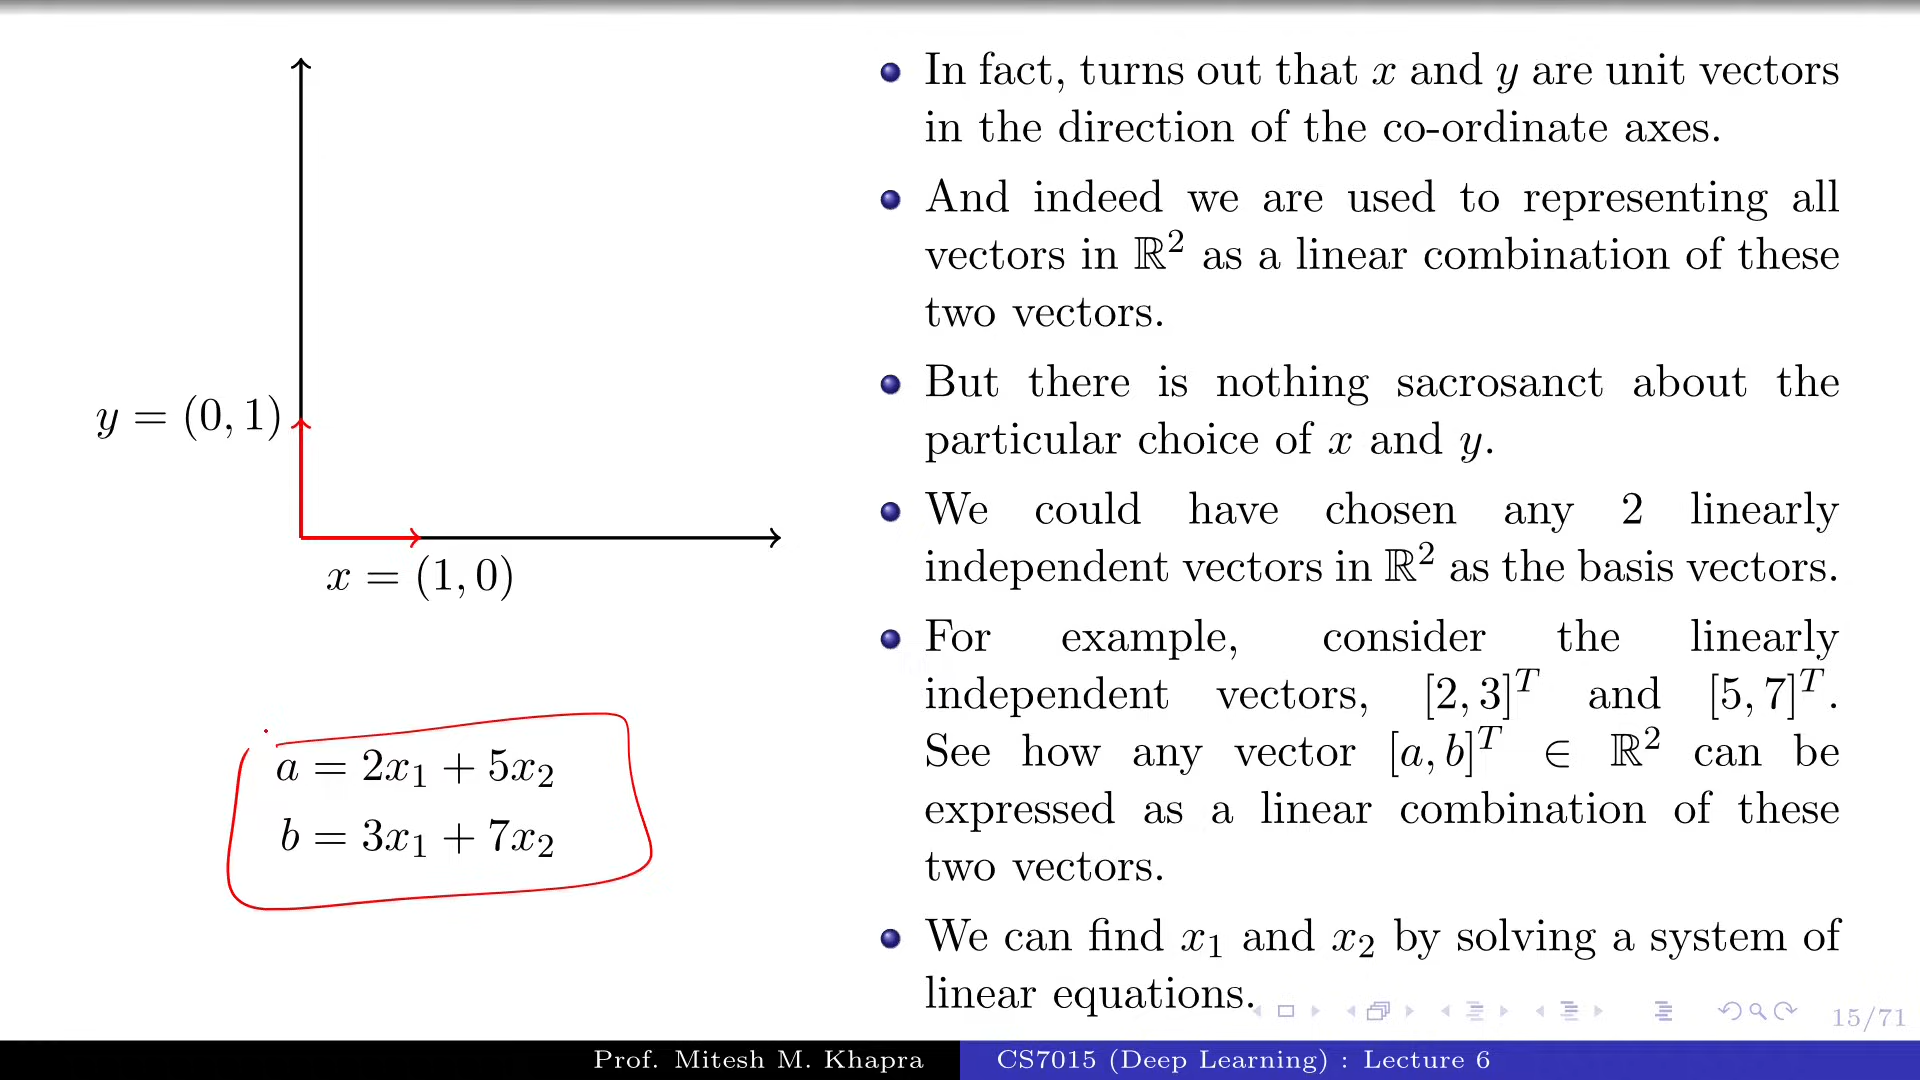 y = (0, 1)
x = (1, 0)
a = 2x₁ + 5x₂
b = 3x₁ + 7x₂
In fact, turns out that x and y are unit vectors
in the direction of the co-ordinate axes.
And indeed we are used to representing all
vectors in ℝ² as a linear combination of these
two vectors.
But there is nothing sacrosanct about the
particular choice of x and y.
We could have chosen any 2 linearly
independent vectors in ℝ² as the basis vectors.
For example, consider the linearly
independent vectors, [2, 3]ᵀ and [5, 7]ᵀ.
See how any vector [a, b]ᵀ ∈ ℝ² can be
expressed as a linear combination of these
two vectors.
We can find x₁ and x₂ by solving a system of
linear equations.
15/71
Prof. Mitesh M. Khapra
CS7015 (Deep Learning) : Lecture 6